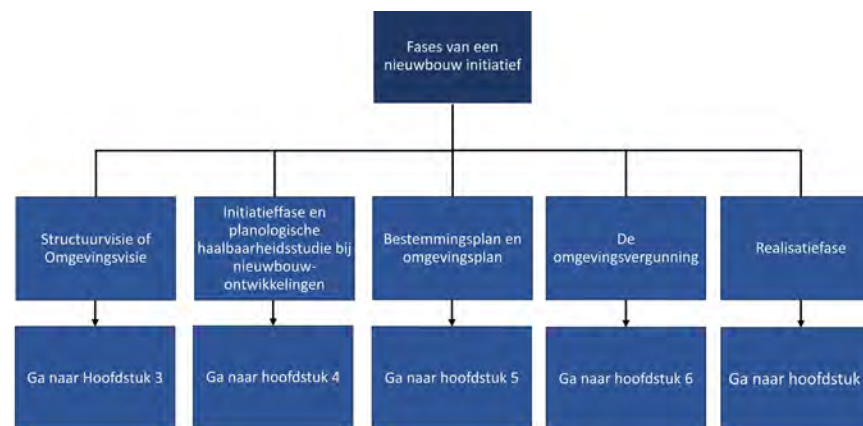 Fases van een
nieuwbouw initiatief
Structuurvisie of
Omgevingsvisie
Initiatieffase en
planologische
haalbaarheidsstudie bij
nieuwbouw-
ontwikkelingen
Bestemmingsplan en
omgevingsplan
De
omgevingsvergunning
Realisatiefase
Ga naar Hoofdstuk 3
Ga naar hoofdstuk 4
Ga naar hoofdstuk 5
Ga naar hoofdstuk 6
Ga naar hoofdstuk